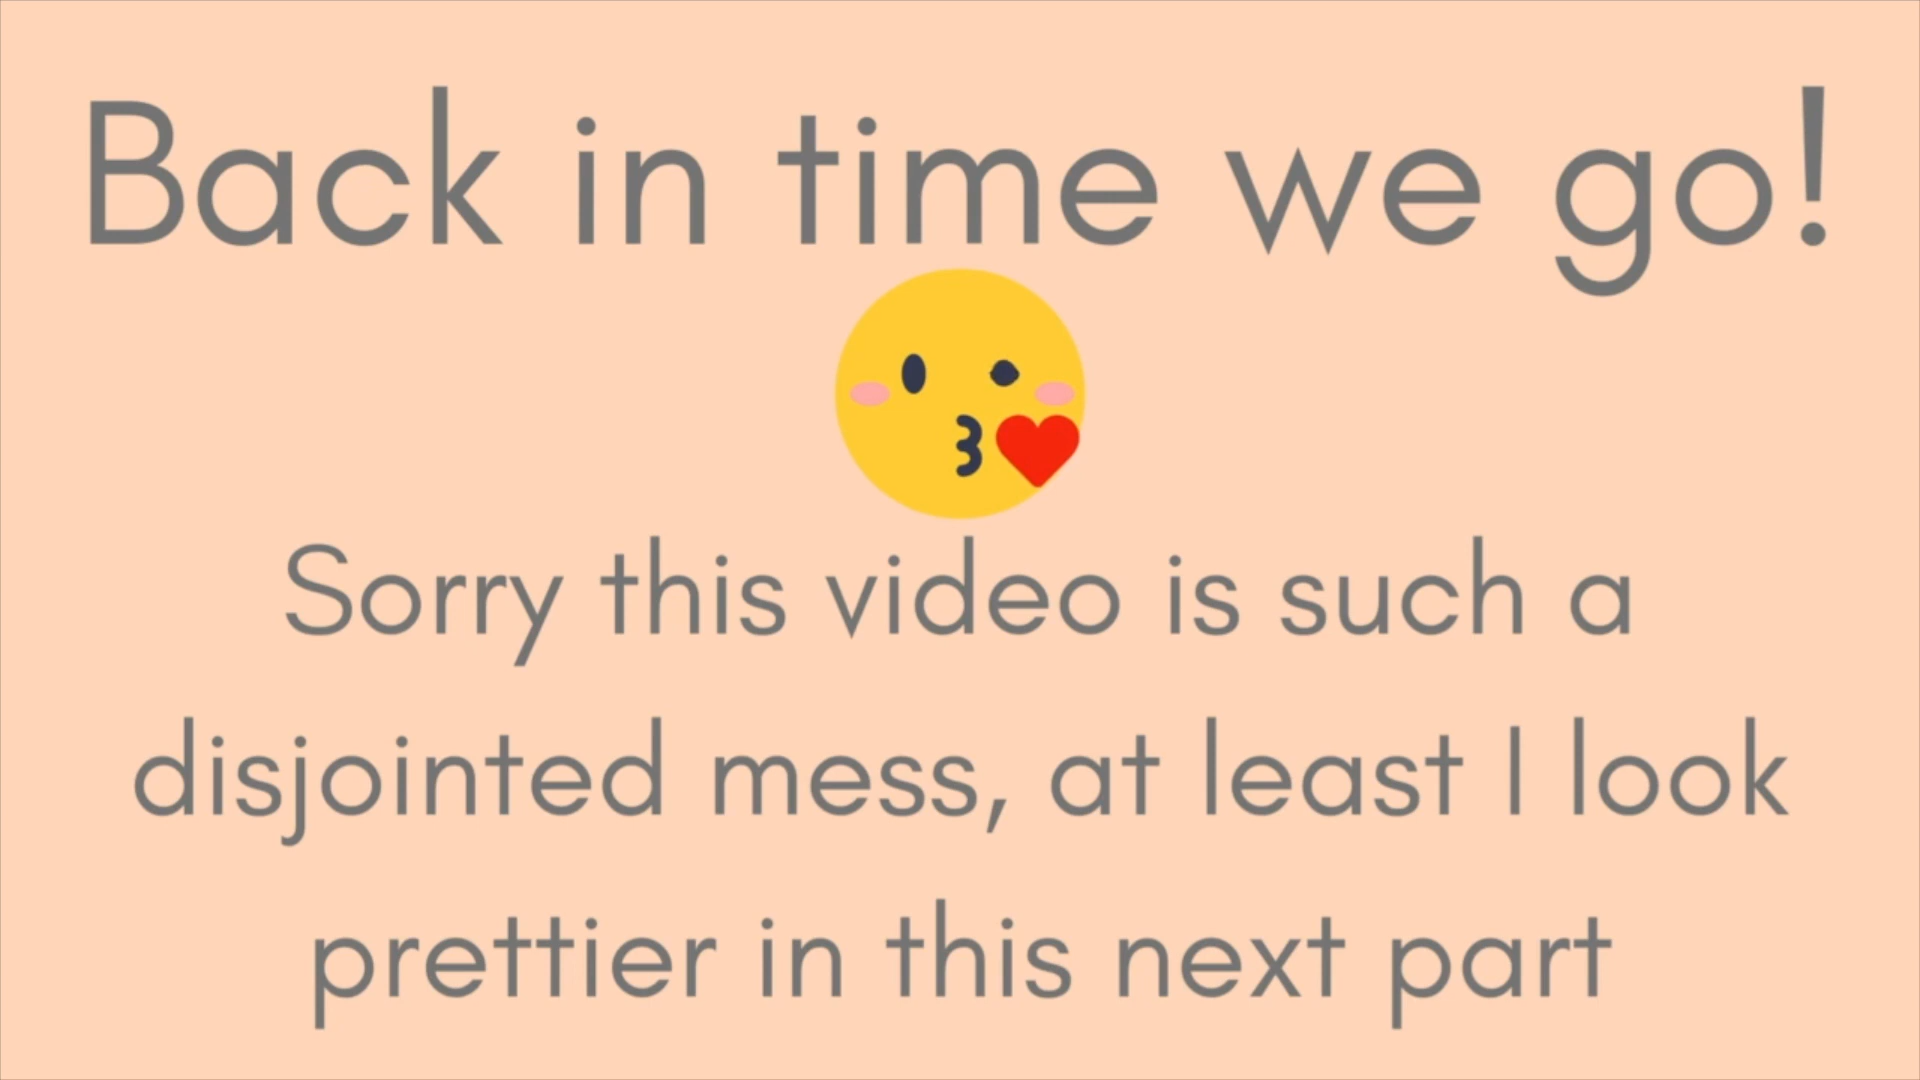 Back in time we go!
Sorry this video is such a
disjointed mess, at least I look
prettier in this next part